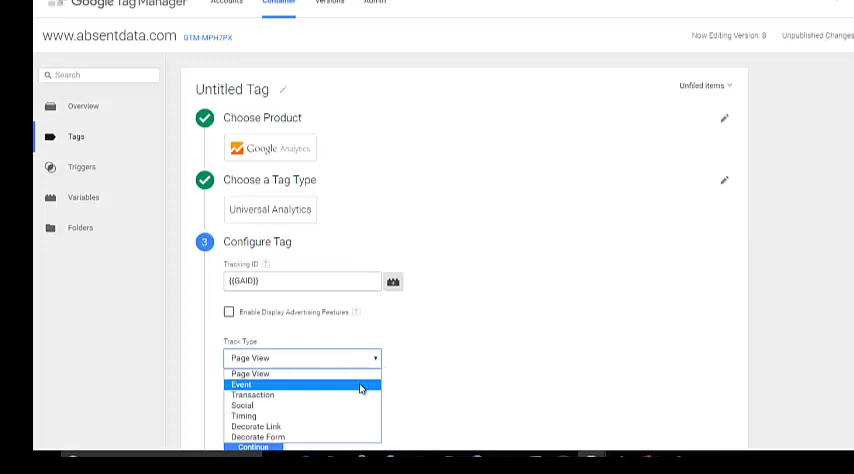 Google Tag Manager
Accounts Container Versions Admin
www.absentdata.com GTM-MPH7PX
Now Editing Version: 8 Unpublished Changes
Search
Overview
Tags
Triggers
Variables
Folders
Untitled Tag
Unfiled items
Choose Product
Google Analytics
Choose a Tag Type
Universal Analytics
3 Configure Tag
Tracking ID ?
{{GAID}}
Enable Display Advertising Features ?
Track Type
Page View
Page View
Event
Transaction
Social
Timing
Decorate Link
Decorate Form
Continue